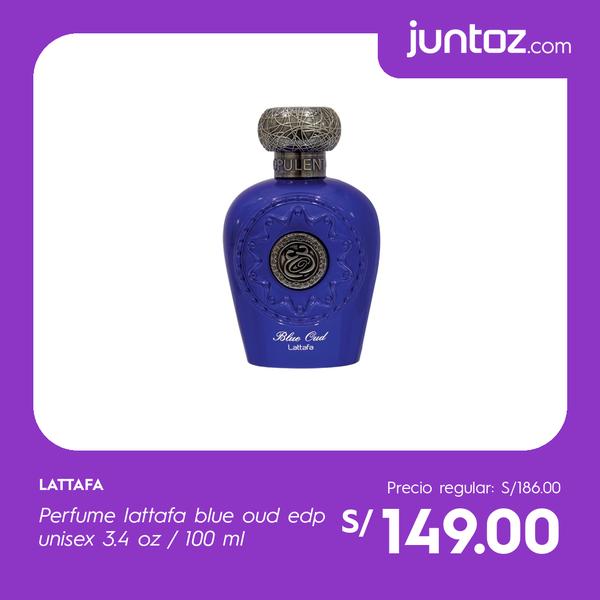 juntoz.com
OPULENT
Blue Oud
Lattafa
LATTAFA
Perfume lattafa blue oud edp
unisex 3.4 oz / 100 ml
Precio regular: S/186.00
S/149.00